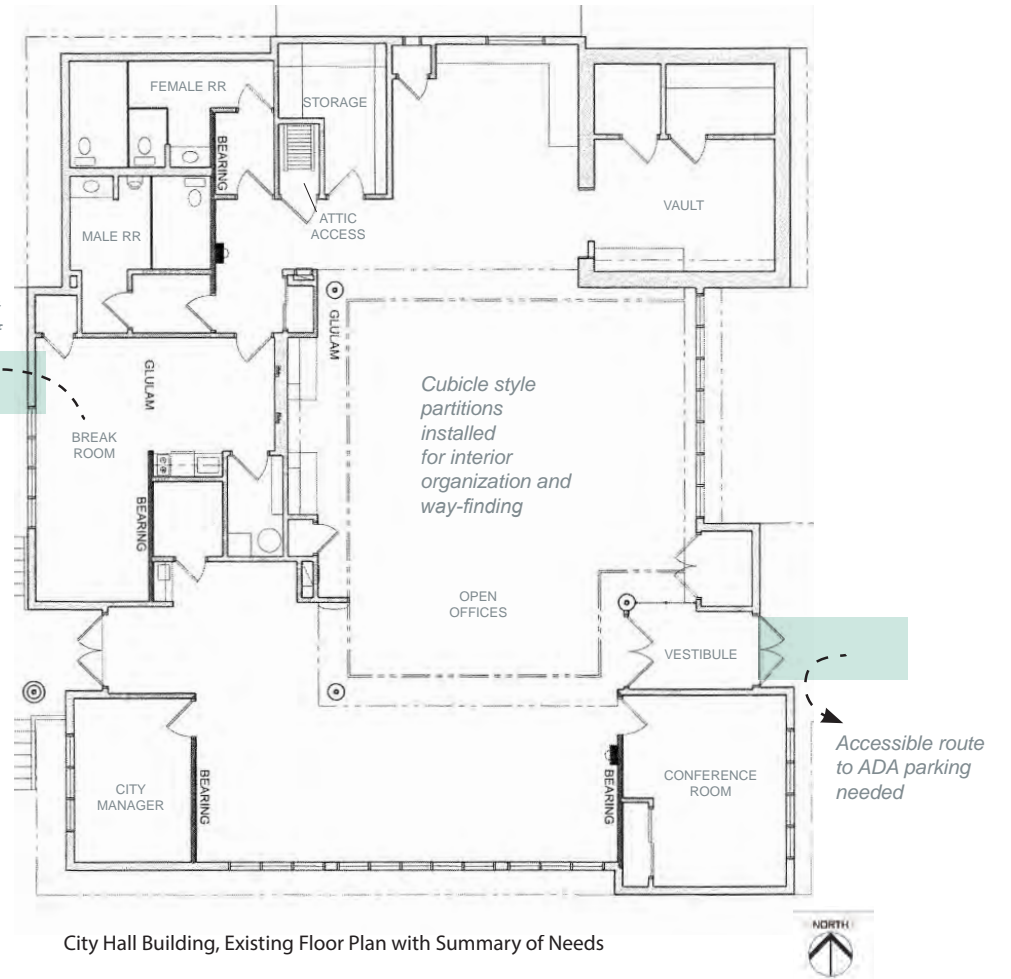 FEMALE RR
STORAGE
BEARING
VAULT
ATTIC
ACCESS
MALE RR
GLULAM
GLULAM
Cubicle style
partitions
installed
for interior
organization and
way-finding
BREAK
ROOM
BEARING
OPEN
OFFICES
VESTIBULE
Accessible route
to ADA parking
needed
CITY
MANAGER
BEARING
BEARING
CONFERENCE
ROOM
NORTH
City Hall Building, Existing Floor Plan with Summary of Needs